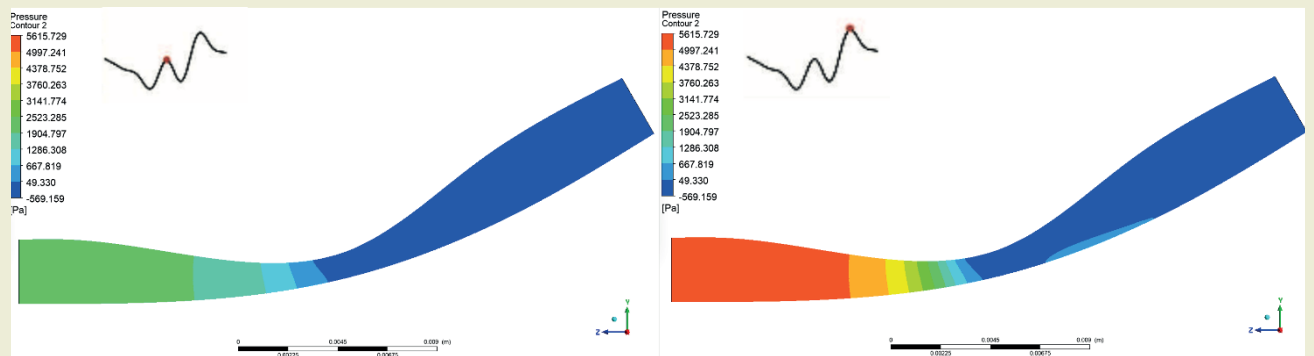 Pressure
Contour 2
5615.729
4997.241
4378.752
3760.263
3141.774
2523.285
1904.797
1286.308
667.819
49.330
-569.159
[Pa]
0 0.0045 0.009 (m)
0.00225 0.00675
Y
Z
Pressure
Contour 2
5615.729
4997.241
4378.752
3760.263
3141.774
2523.285
1904.797
1286.308
667.819
49.330
-569.159
[Pa]
0 0.0045 0.009 (m)
0.00225 0.00675
Y
Z